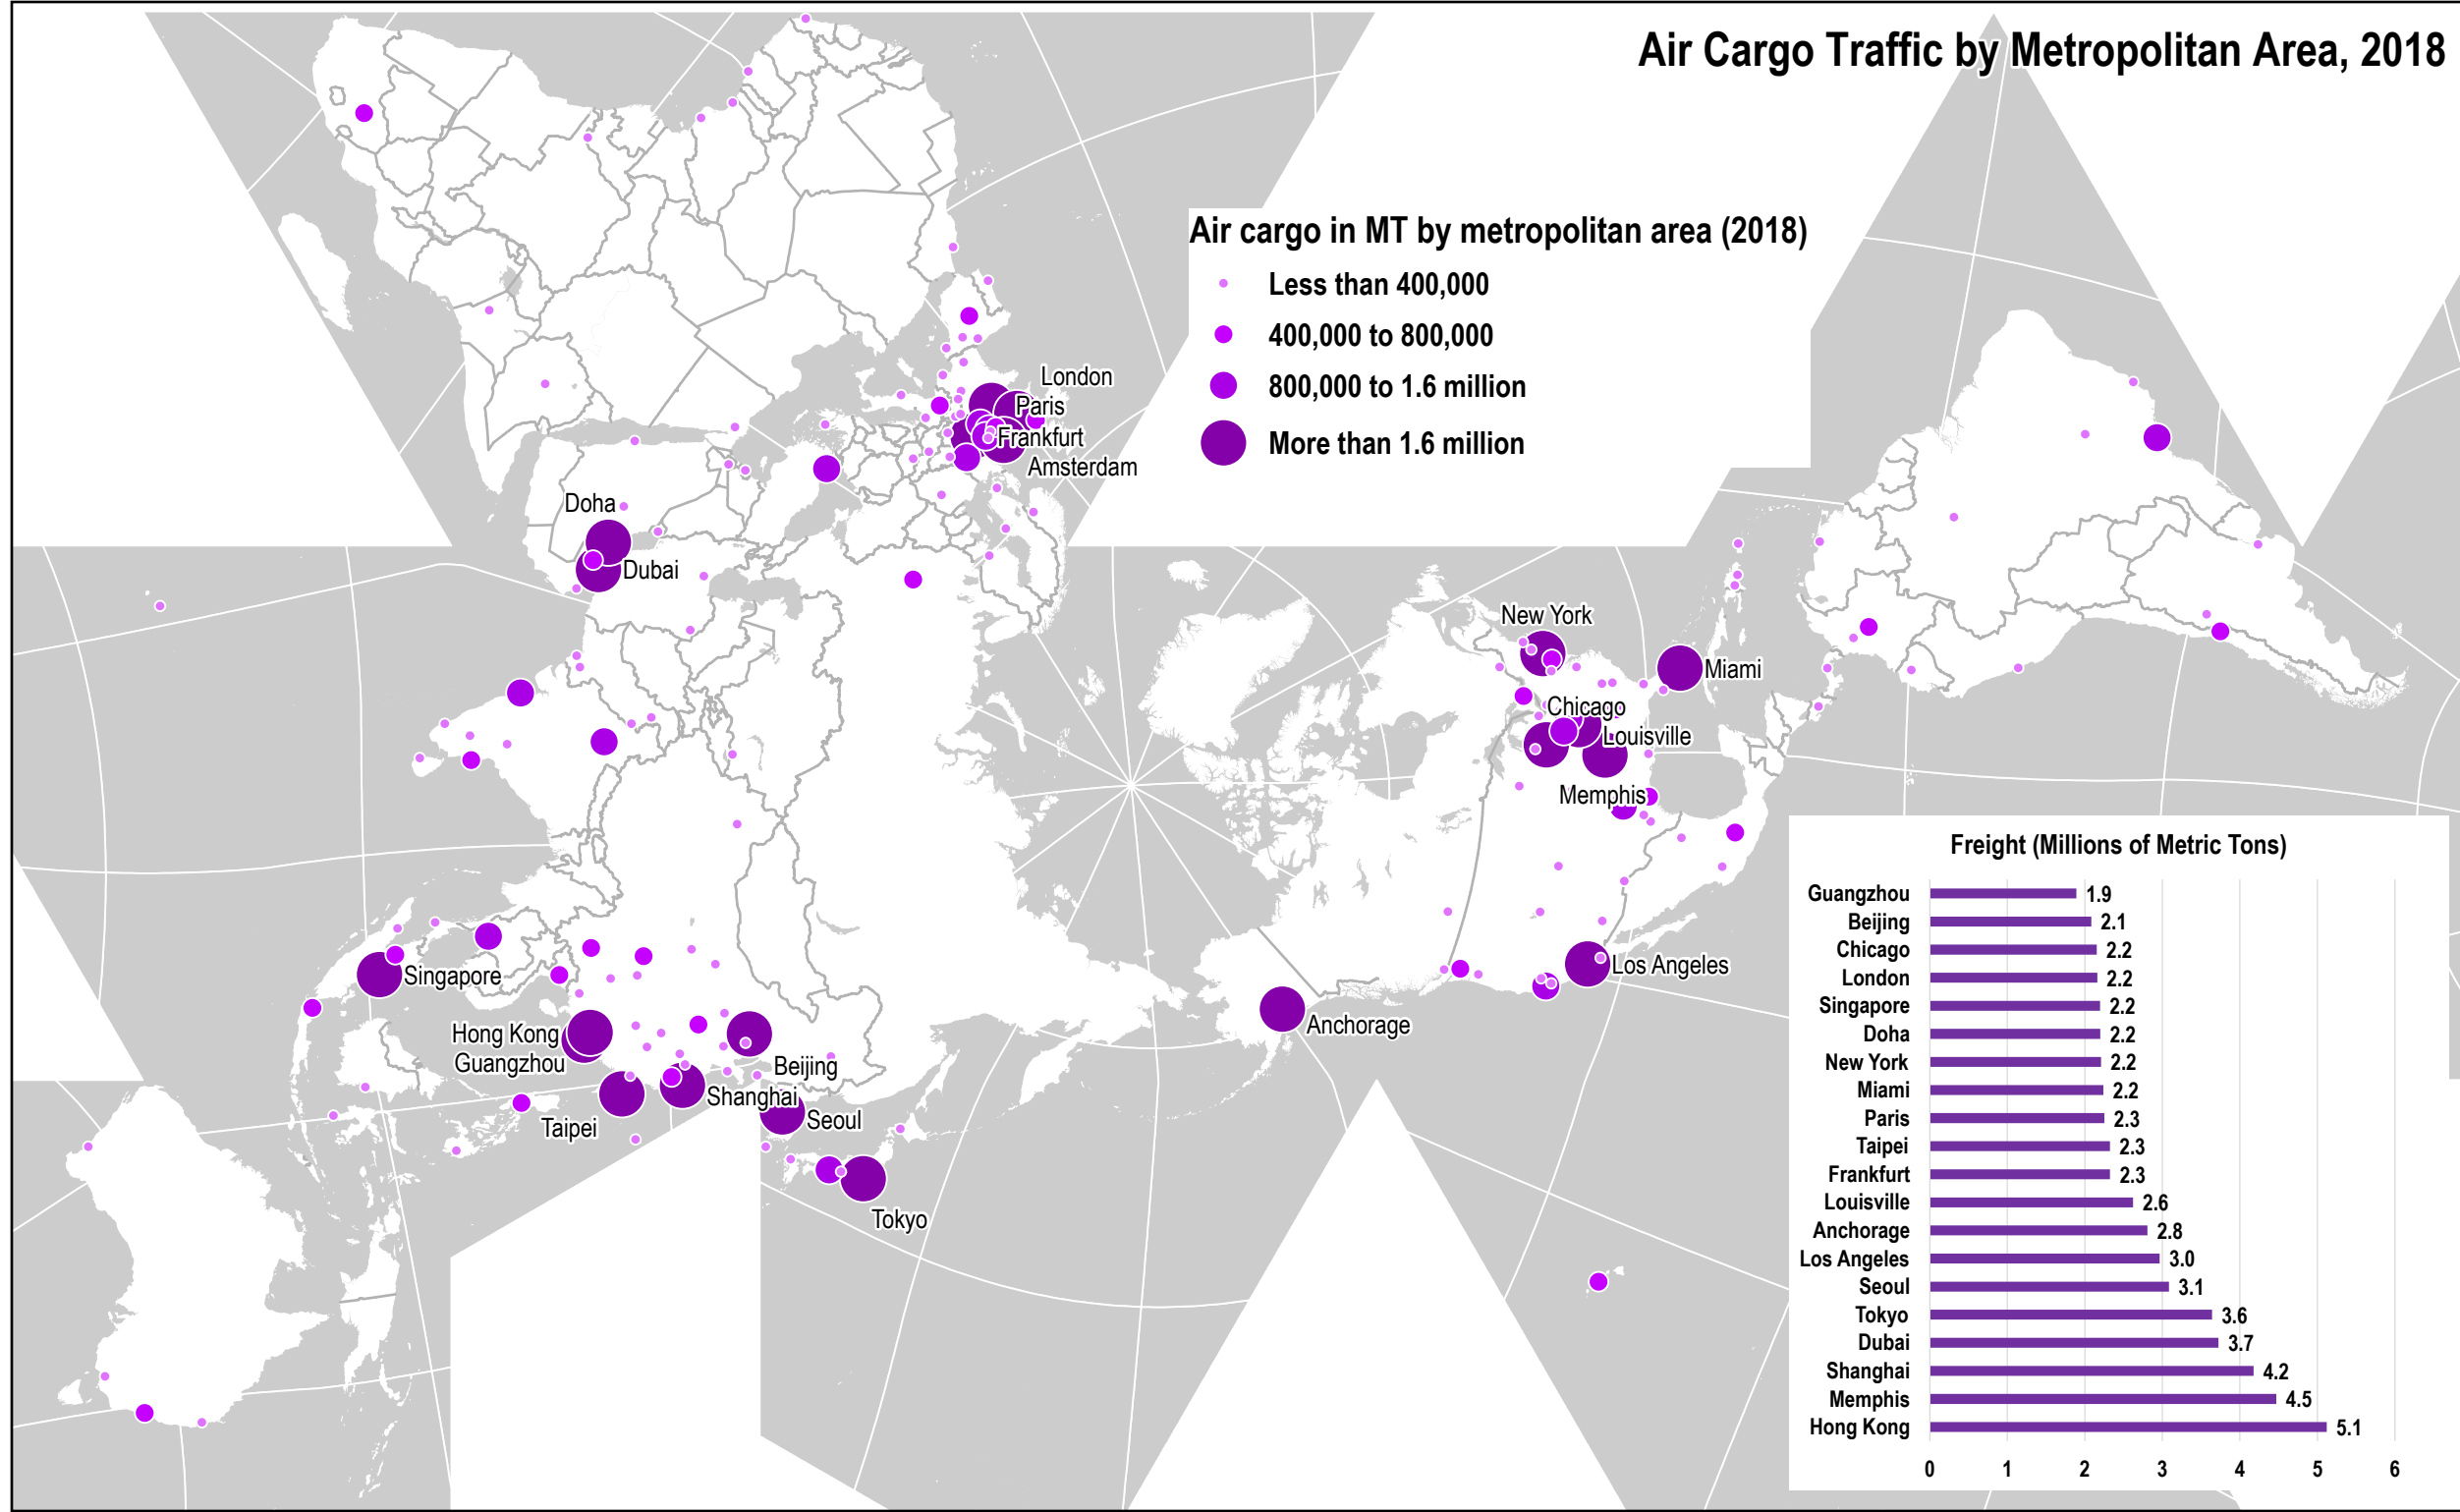 Air Cargo Traffic by Metropolitan Area, 2018
Air cargo in MT by metropolitan area (2018)
Less than 400,000
400,000 to 800,000
800,000 to 1.6 million
More than 1.6 million
London
Paris
Frankfurt
Amsterdam
Doha
Dubai
New York
Miami
Chicago
Louisville
Memphis
Singapore
Los Angeles
Anchorage
Hong Kong
Guangzhou
Beijing
Shanghai
Taipei
Seoul
Tokyo
Freight (Millions of Metric Tons)
Guangzhou 1.9
Beijing 2.1
Chicago 2.2
London 2.2
Singapore 2.2
Doha 2.2
New York 2.2
Miami 2.2
Paris 2.3
Taipei 2.3
Frankfurt 2.3
Louisville 2.6
Anchorage 2.8
Los Angeles 3.0
Seoul 3.1
Tokyo 3.6
Dubai 3.7
Shanghai 4.2
Memphis 4.5
Hong Kong 5.1
0 1 2 3 4 5 6